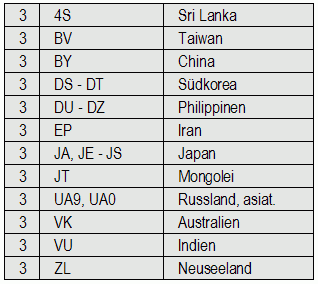 3 4S Sri Lanka
3 BV Taiwan
3 BY China
3 DS - DT Südkorea
3 DU - DZ Philippinen
3 EP Iran
3 JA, JE - JS Japan
3 JT Mongolei
3 UA9, UA0 Russland, asiat.
3 VK Australien
3 VU Indien
3 ZL Neuseeland